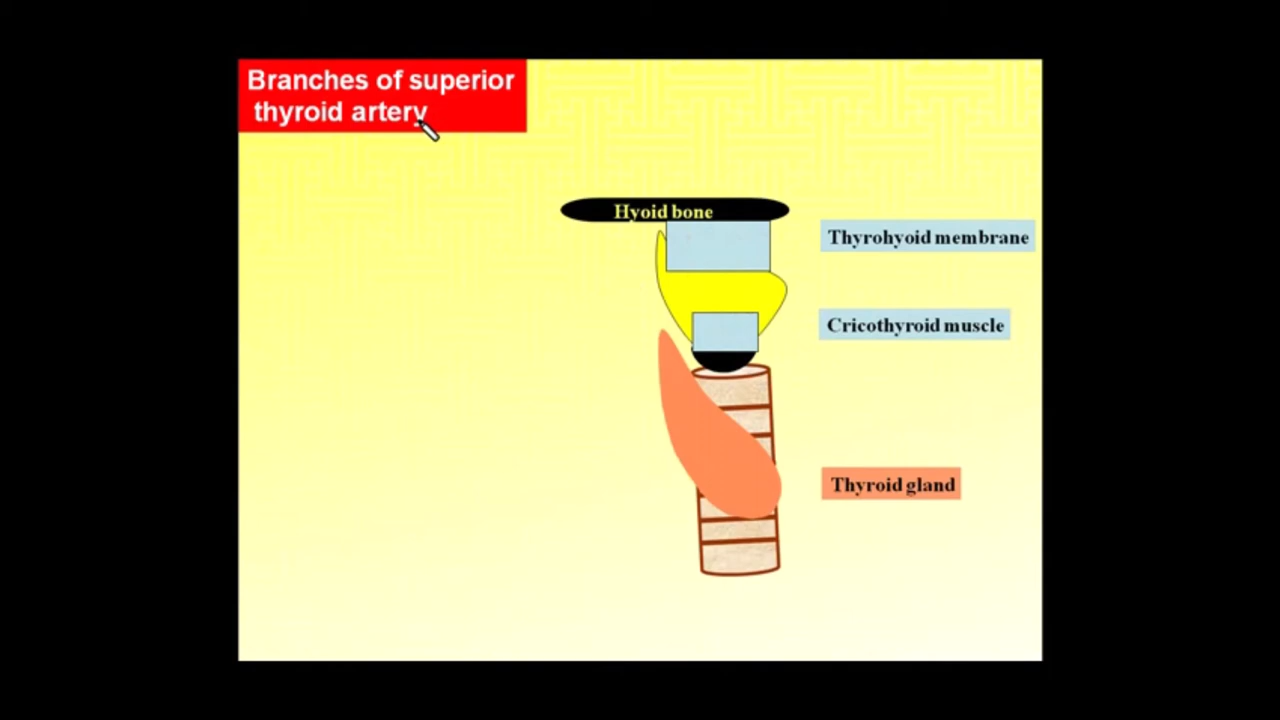 Branches of superior
thyroid artery
Hyoid bone
Thyrohyoid membrane
Cricothyroid muscle
Thyroid gland